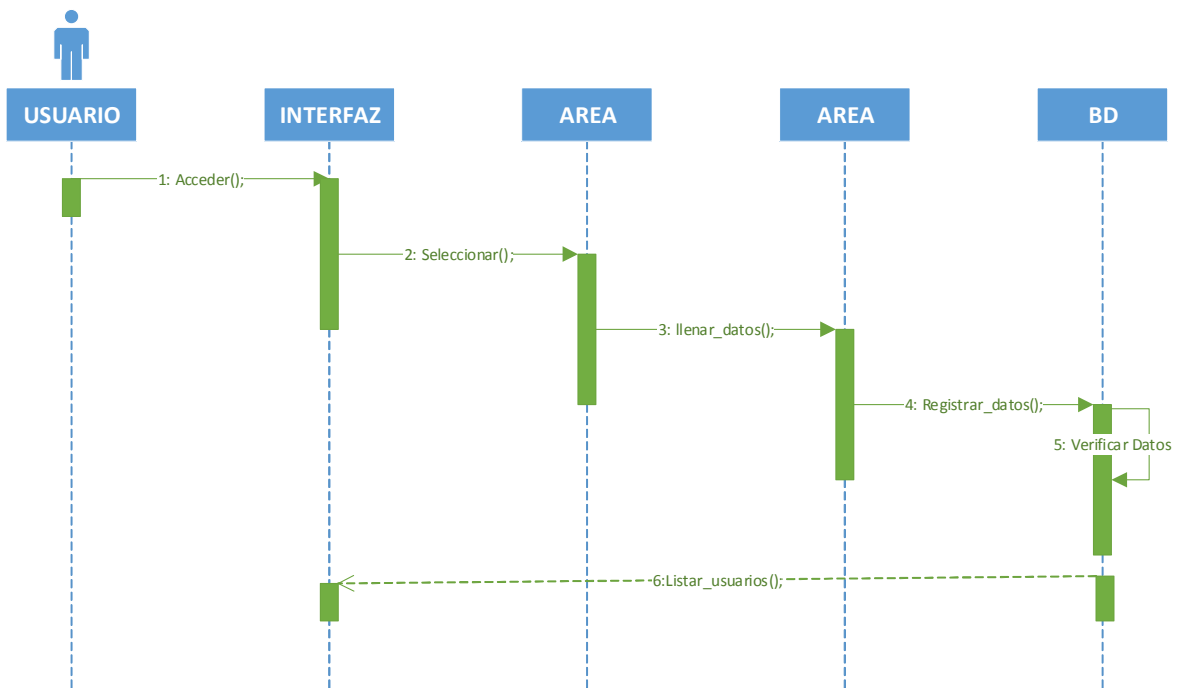 USUARIO
INTERFAZ
AREA
AREA
BD
1: Acceder();
2: Seleccionar();
3: llenar_datos();
4: Registrar_datos();
5: Verificar Datos
6:Listar_usuarios();